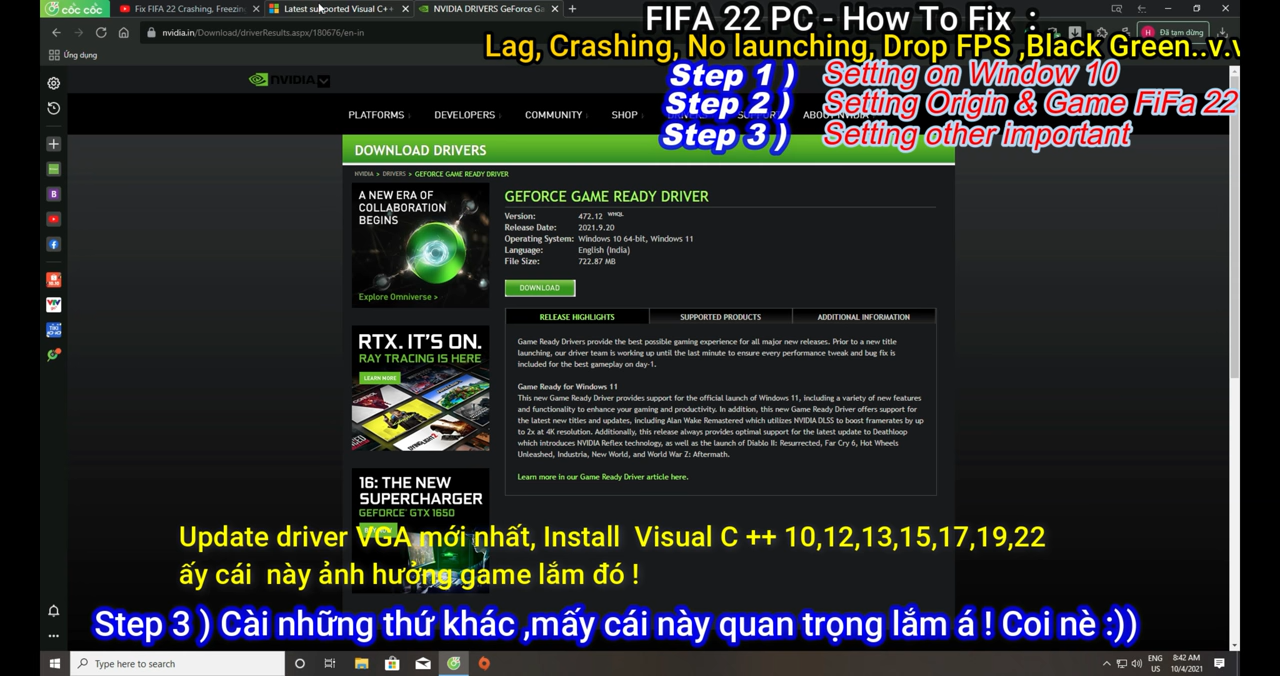 cốc cốc
Fix FIFA 22 Crashing, Freezin
Latest supported Visual C++
NVIDIA DRIVERS GeForce Ga
nvidia.in/Download/driverResults.aspx/180676/en-in
Đã tạm dừng
Ứng dụng
FIFA 22 PC - How To Fix :
Lag, Crashing, No launching, Drop FPS ,Black Green..v.v
Step 1 ) Setting on Window 10
Step 2 ) Setting Origin & Game FiFa 22
Step 3 ) Setting other important
NVIDIA
PLATFORMS
DEVELOPERS
COMMUNITY
SHOP
DRIVERS
SUPPORT
ABOUT NVIDIA
DOWNLOAD DRIVERS
NVIDIA > DRIVERS > GEFORCE GAME READY DRIVER
A NEW ERA OF
COLLABORATION
BEGINS
Explore Omniverse >
RTX. IT'S ON.
RAY TRACING IS HERE
LEARN MORE
16: THE NEW
SUPERCHARGER
GEFORCE® GTX 1650
GEFORCE GAME READY DRIVER
Version: 472.12 WHQL
Release Date: 2021.9.20
Operating System: Windows 10 64-bit, Windows 11
Language: English (India)
File Size: 722.87 MB
DOWNLOAD
RELEASE HIGHLIGHTS
SUPPORTED PRODUCTS
ADDITIONAL INFORMATION
Game Ready Drivers provide the best possible gaming experience for all major new releases. Prior to a new title
launching, our driver team is working up until the last minute to ensure every performance tweak and bug fix is
included for the best gameplay on day-1.
Game Ready for Windows 11
This new Game Ready Driver provides support for the official launch of Windows 11, including a variety of new features
and functionality to enhance your gaming and productivity. In addition, this new Game Ready Driver offers support for
the latest new titles and updates, including Alan Wake Remastered which utilizes NVIDIA DLSS to boost framerates by up
to 2x at 4K resolution. Additionally, this release always provides optimal support for the latest update to Deathloop
which introduces NVIDIA Reflex technology, as well as the launch of Diablo II: Resurrected, Far Cry 6, Hot Wheels
Unleashed, Industria, New World, and World War Z: Aftermath.
Learn more in our Game Ready Driver article here.
Update driver VGA mới nhất, Install Visual C ++ 10,12,13,15,17,19,22
ấy cái này ảnh hưởng game lắm đó !
Step 3 ) Cài những thứ khác ,mấy cái này quan trọng lắm á ! Coi nè :))
Type here to search
ENG
US
8:42 AM
10/4/2021